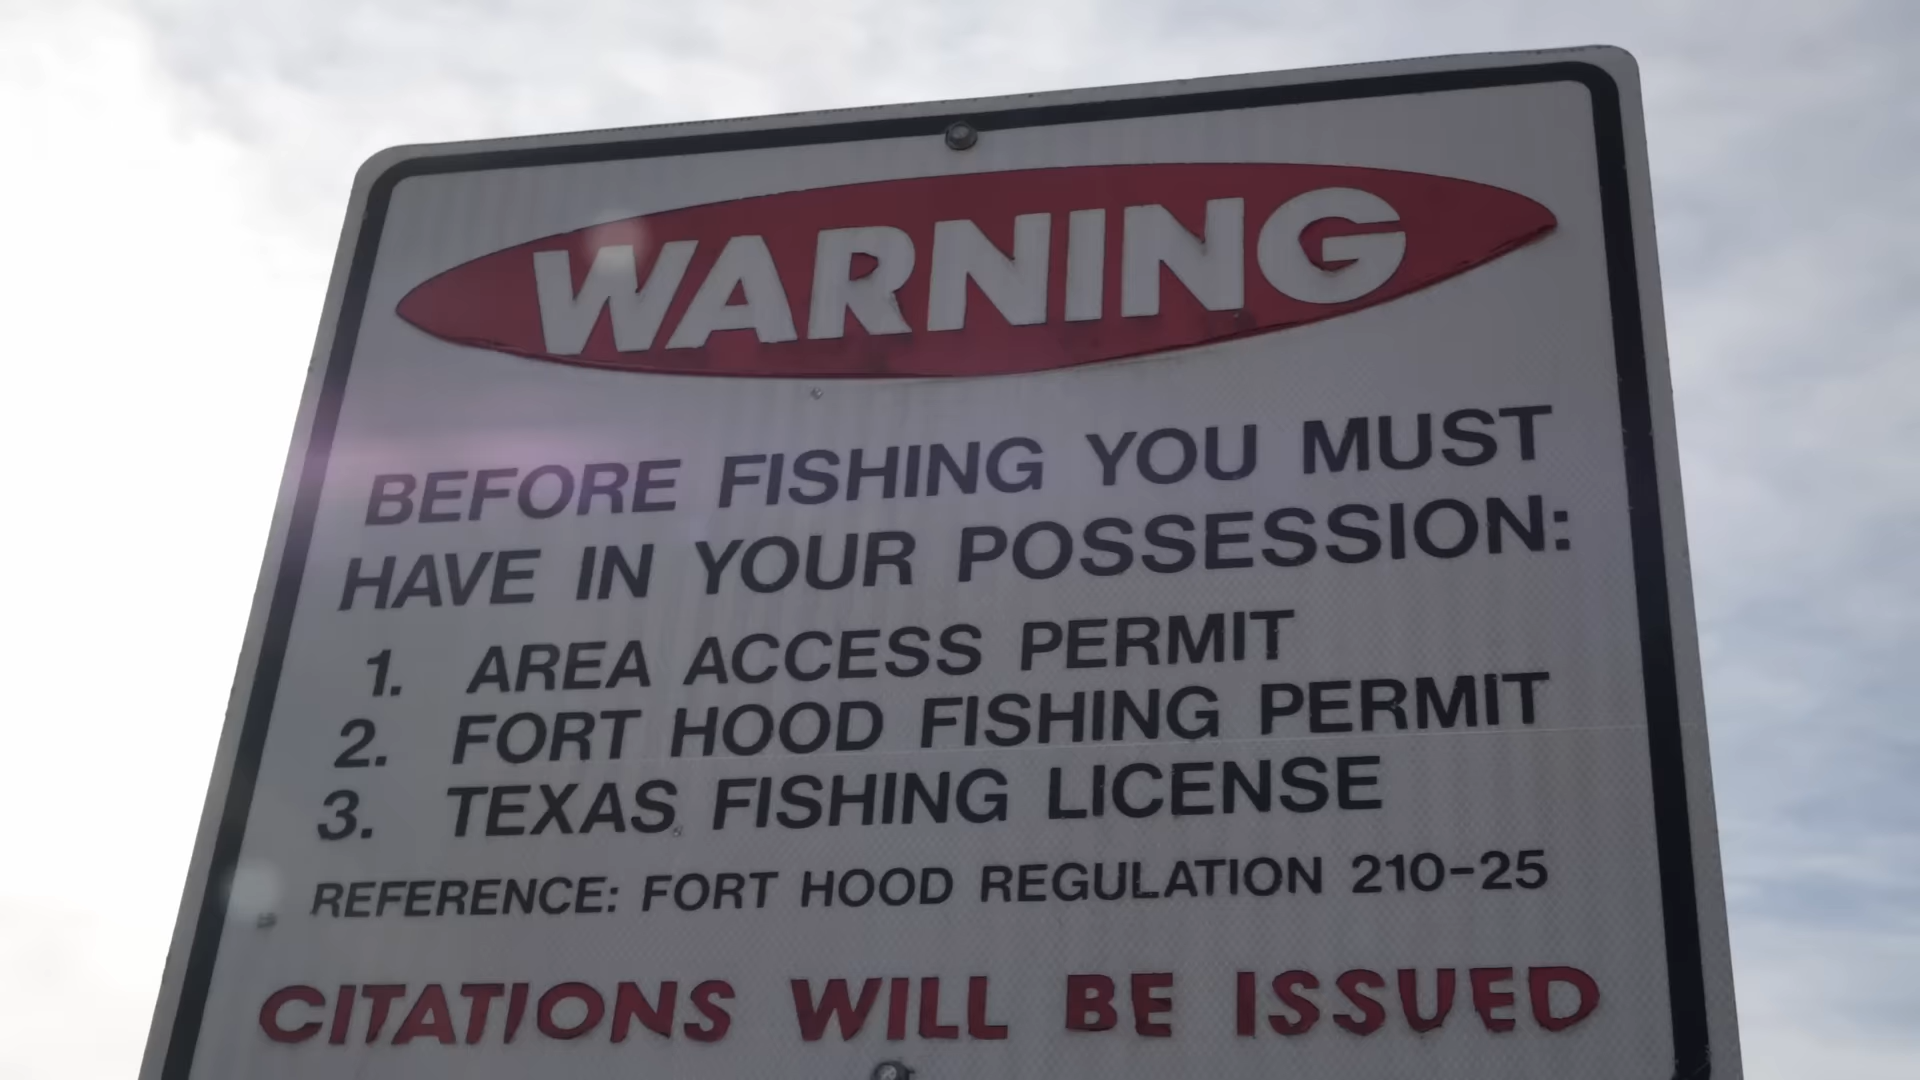 WARNING
BEFORE FISHING YOU MUST
HAVE IN YOUR POSSESSION:
1. AREA ACCESS PERMIT
2. FORT HOOD FISHING PERMIT
3. TEXAS FISHING LICENSE
REFERENCE: FORT HOOD REGULATION 210-25
CITATIONS WILL BE ISSUED